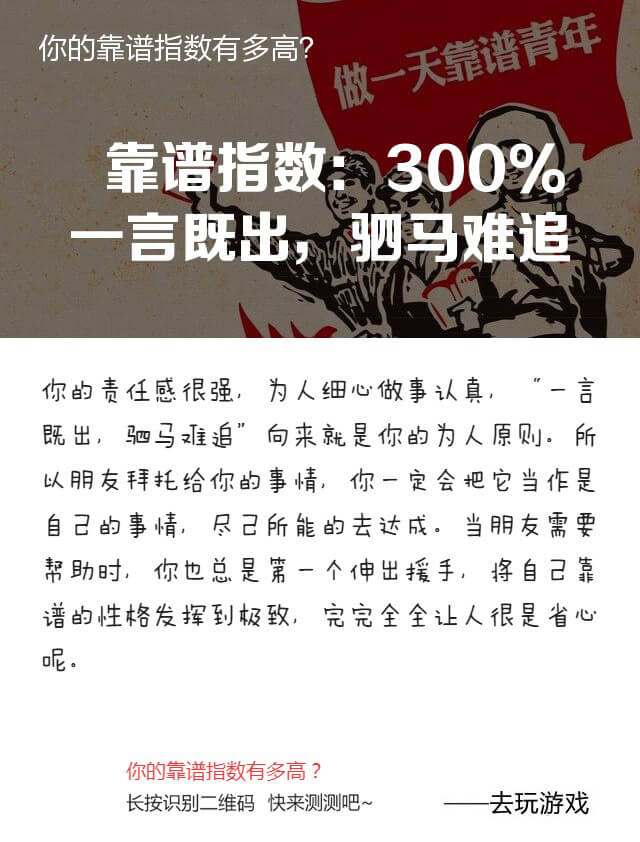 你的靠谱指数有多高?
做一天靠谱青年
靠谱指数：300%
一言既出，驷马难追
你的责任感很强，为人细心做事认真，“一言
既出，驷马难追”向来就是你的为人原则。所
以朋友拜托给你的事情，你一定会把它当作是
自己的事情，尽己所能的去达成。当朋友需要
帮助时，你也总是第一个伸出援手，将自己靠
谱的性格发挥到极致，完完全全让人很是省心
呢。
你的靠谱指数有多高？
长按识别二维码 快来测测吧~
——去玩游戏